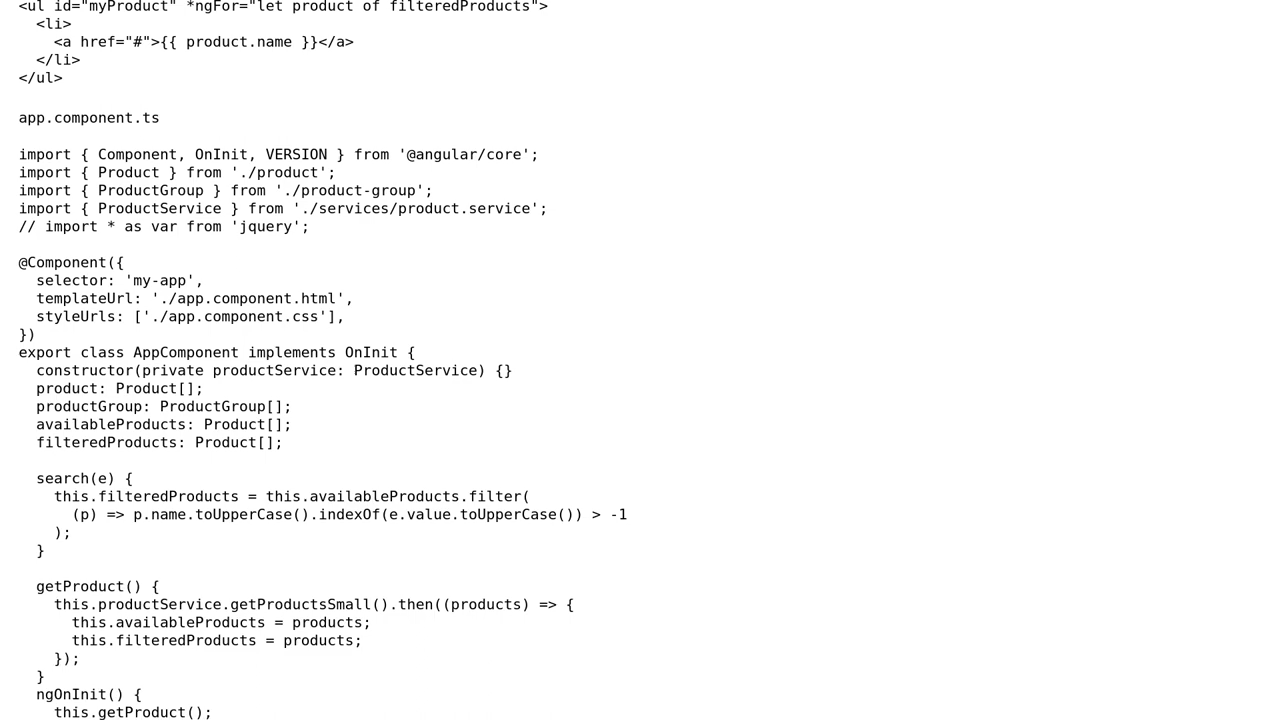 <ul id="myProduct" *ngFor="let product of filteredProducts">
  <li>
    <a href="#">{{ product.name }}</a>
  </li>
</ul>

app.component.ts

import { Component, OnInit, VERSION } from '@angular/core';
import { Product } from './product';
import { ProductGroup } from './product-group';
import { ProductService } from './services/product.service';
// import * as var from 'jquery';

@Component({
  selector: 'my-app',
  templateUrl: './app.component.html',
  styleUrls: ['./app.component.css'],
})
export class AppComponent implements OnInit {
  constructor(private productService: ProductService) {}
  product: Product[];
  productGroup: ProductGroup[];
  availableProducts: Product[];
  filteredProducts: Product[];

  search(e) {
    this.filteredProducts = this.availableProducts.filter(
      (p) => p.name.toUpperCase().indexOf(e.value.toUpperCase()) > -1
    );
  }

  getProduct() {
    this.productService.getProductsSmall().then((products) => {
      this.availableProducts = products;
      this.filteredProducts = products;
    });
  }
  ngOnInit() {
    this.getProduct();